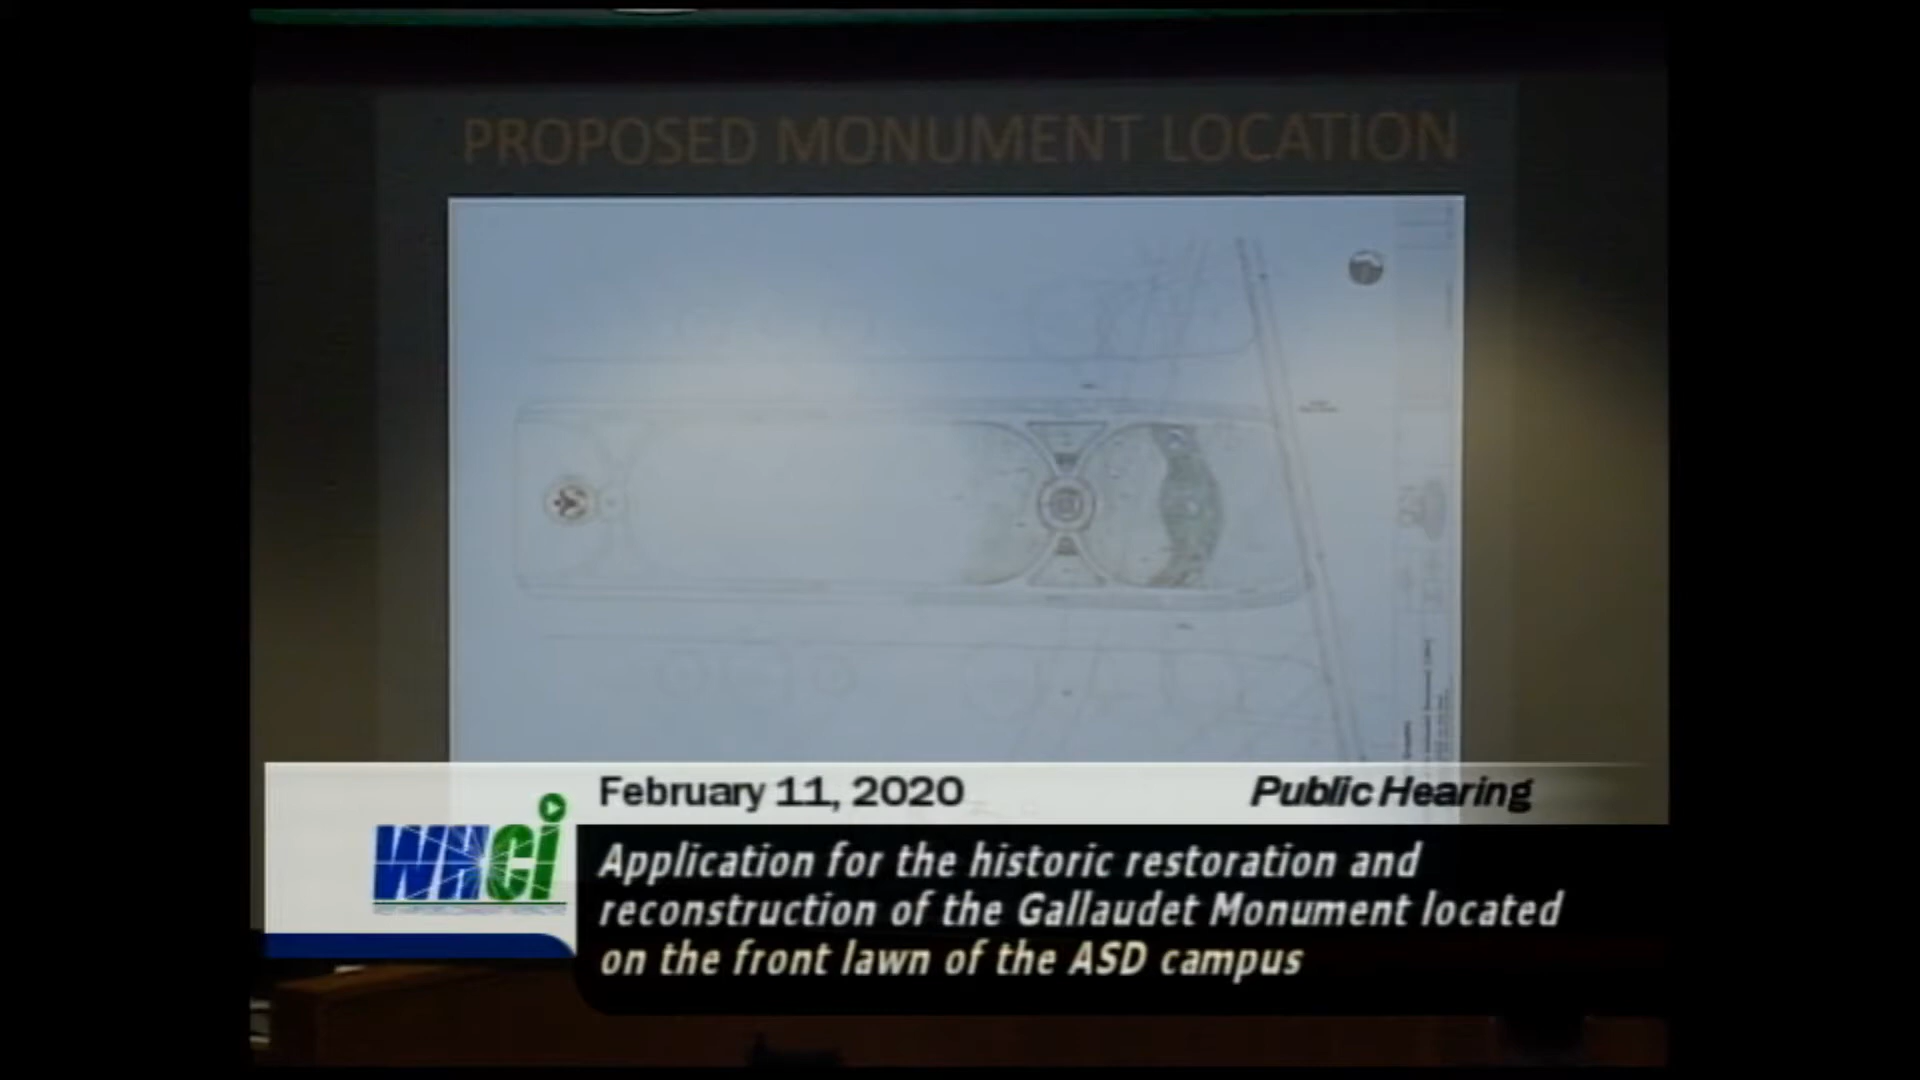 PROPOSED MONUMENT LOCATION
February 11, 2020
Public Hearing
WHCi
Application for the historic restoration and
reconstruction of the Gallaudet Monument located
on the front lawn of the ASD campus